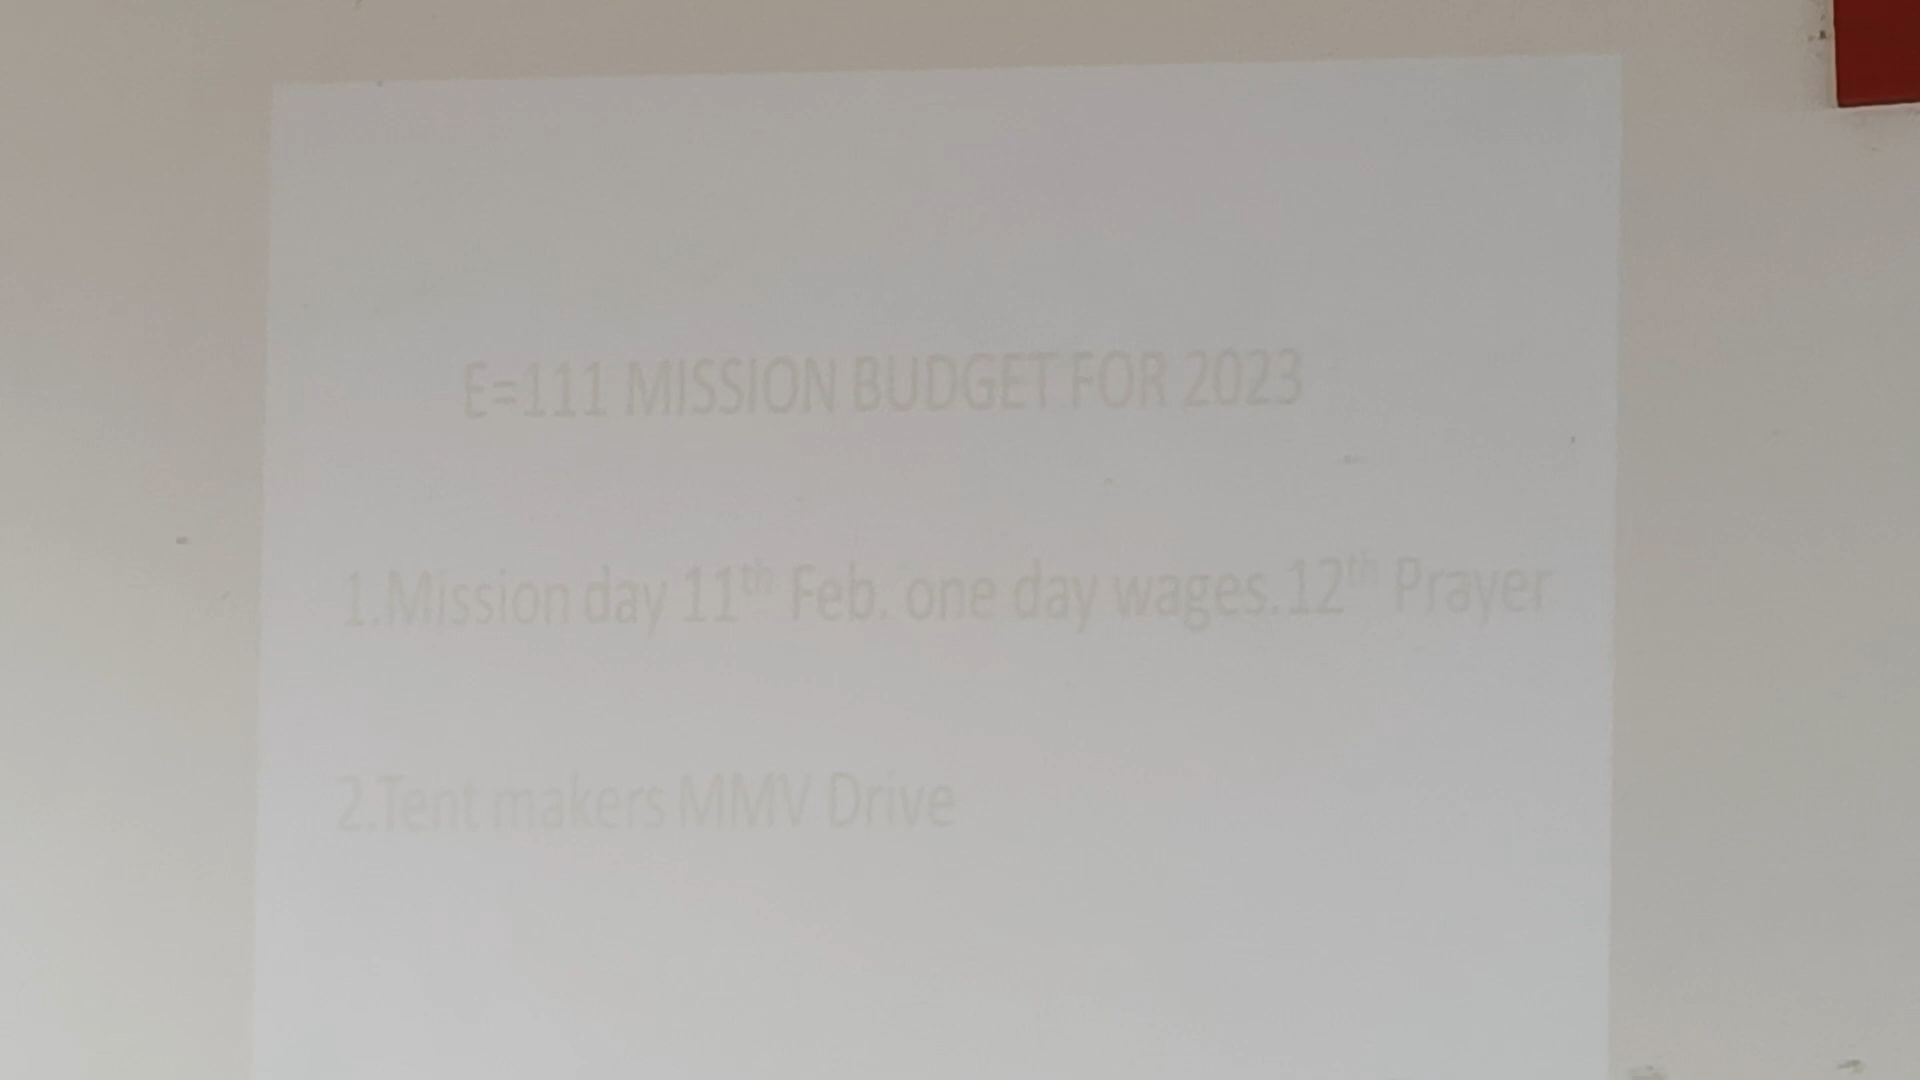 E=111 MISSION BUDGET FOR 2023
1.Mission day 11th Feb. one day wages.12th Prayer
2.Tent makers MMV Drive